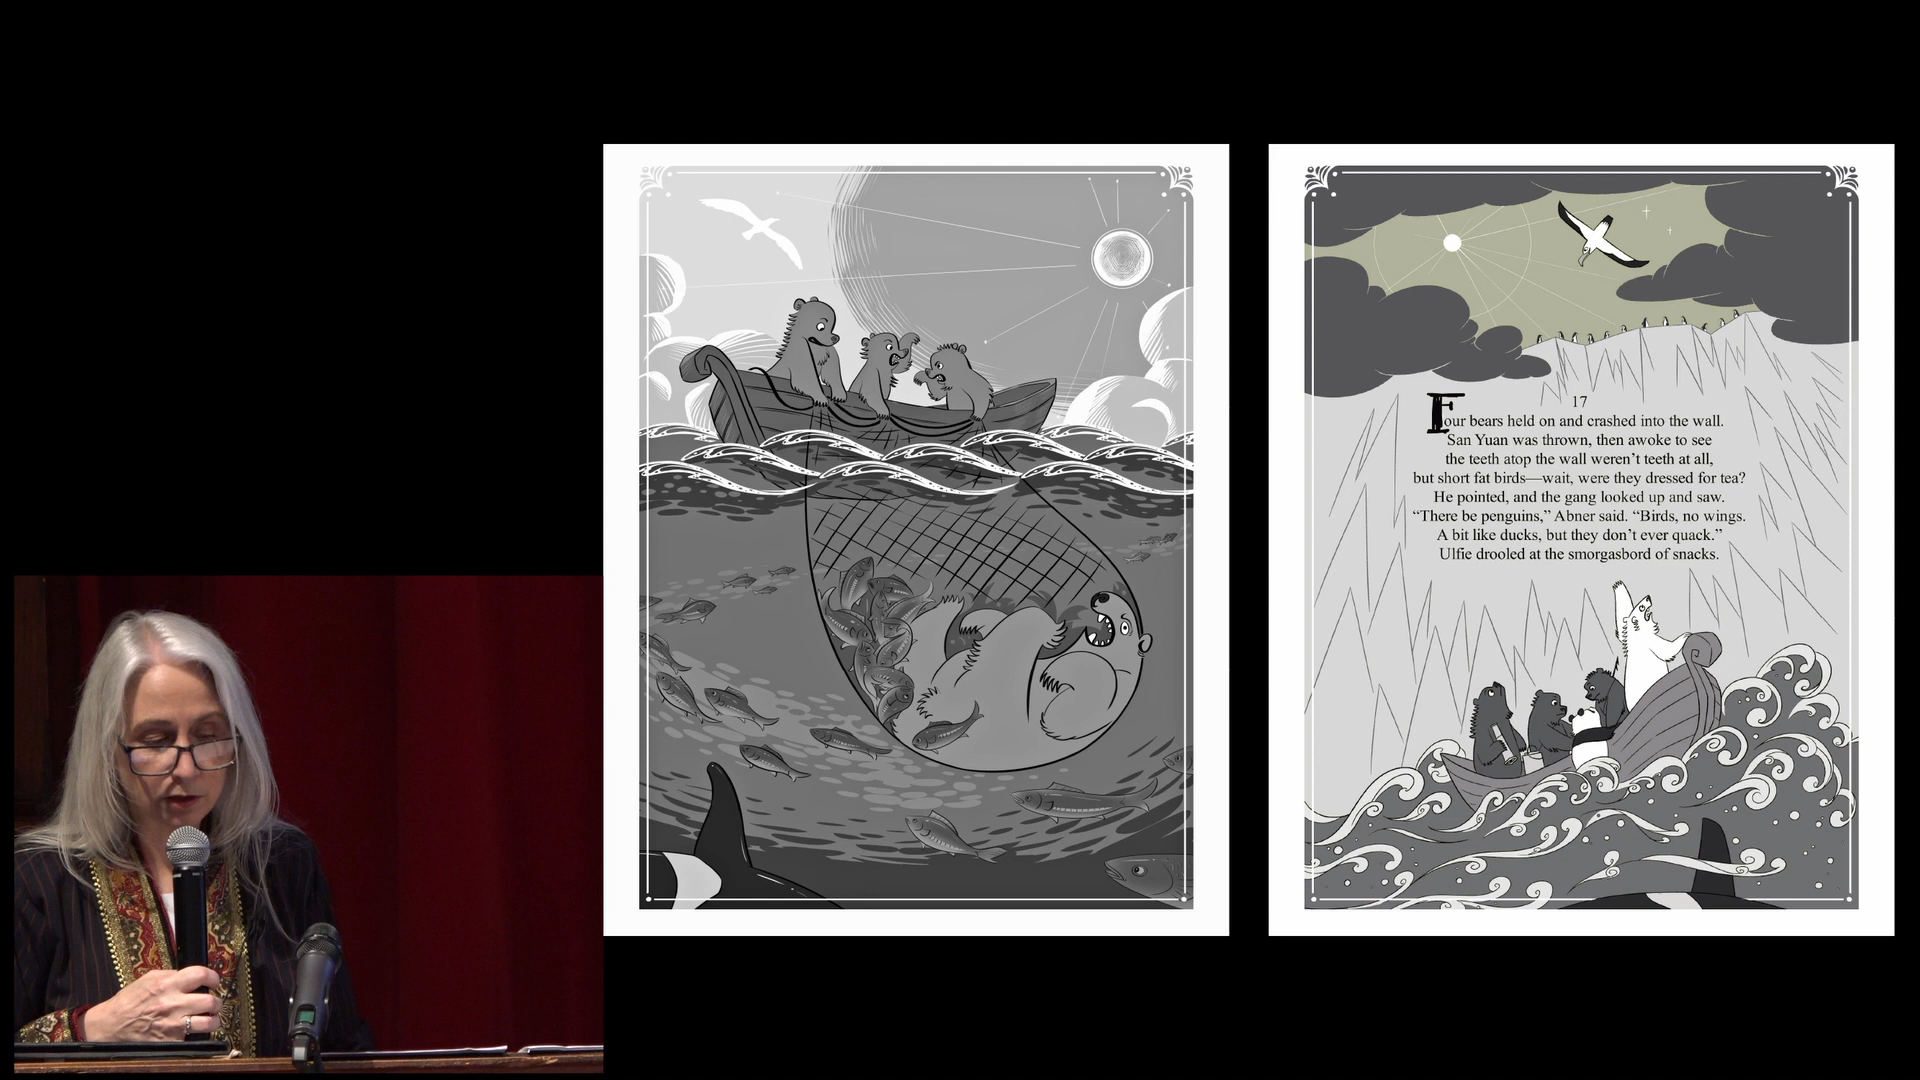 17
Four bears held on and crashed into the wall.
San Yuan was thrown, then awoke to see
the teeth atop the wall weren’t teeth at all,
but short fat birds—wait, were they dressed for tea?
He pointed, and the gang looked up and saw.
“There be penguins,” Abner said. “Birds, no wings.
A bit like ducks, but they don’t ever quack.”
Ulfie drooled at the smorgasbord of snacks.